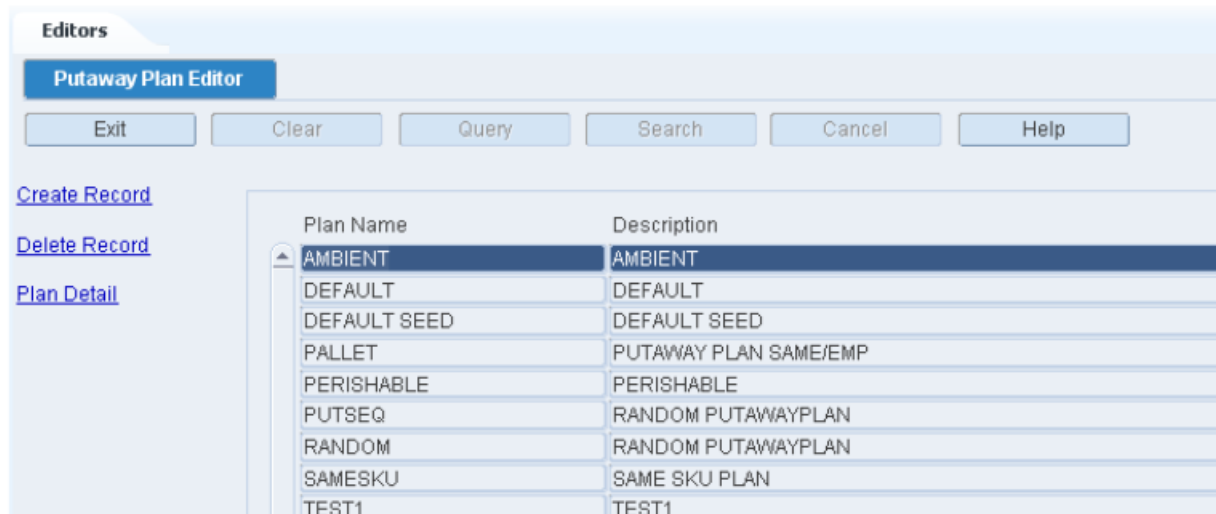 Editors
Putaway Plan Editor
Exit Clear Query Search Cancel Help
Create Record
Delete Record
Plan Detail
Plan Name Description
AMBIENT AMBIENT
DEFAULT DEFAULT
DEFAULT SEED DEFAULT SEED
PALLET PUTAWAY PLAN SAME/EMP
PERISHABLE PERISHABLE
PUTSEQ RANDOM PUTAWAYPLAN
RANDOM RANDOM PUTAWAYPLAN
SAMESKU SAME SKU PLAN
TEST1 TEST1